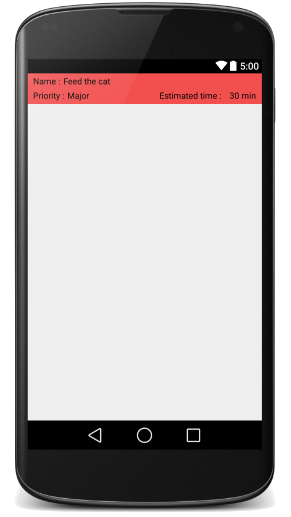 5:00
Name : Feed the cat
Priority : Major Estimated time : 30 min